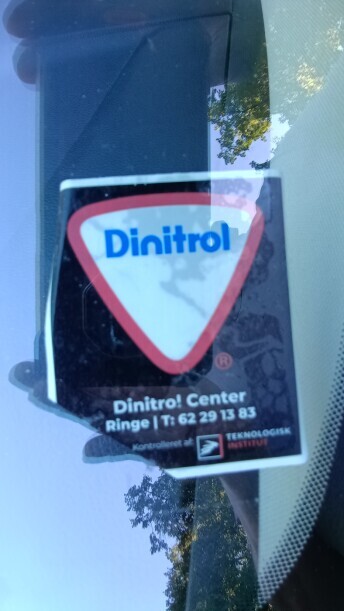 Dinitrol
®
Dinitrol Center
Ringe | T: 62 29 13 83
Kontrolleret af: TEKNOLOGISK
INSTITUT